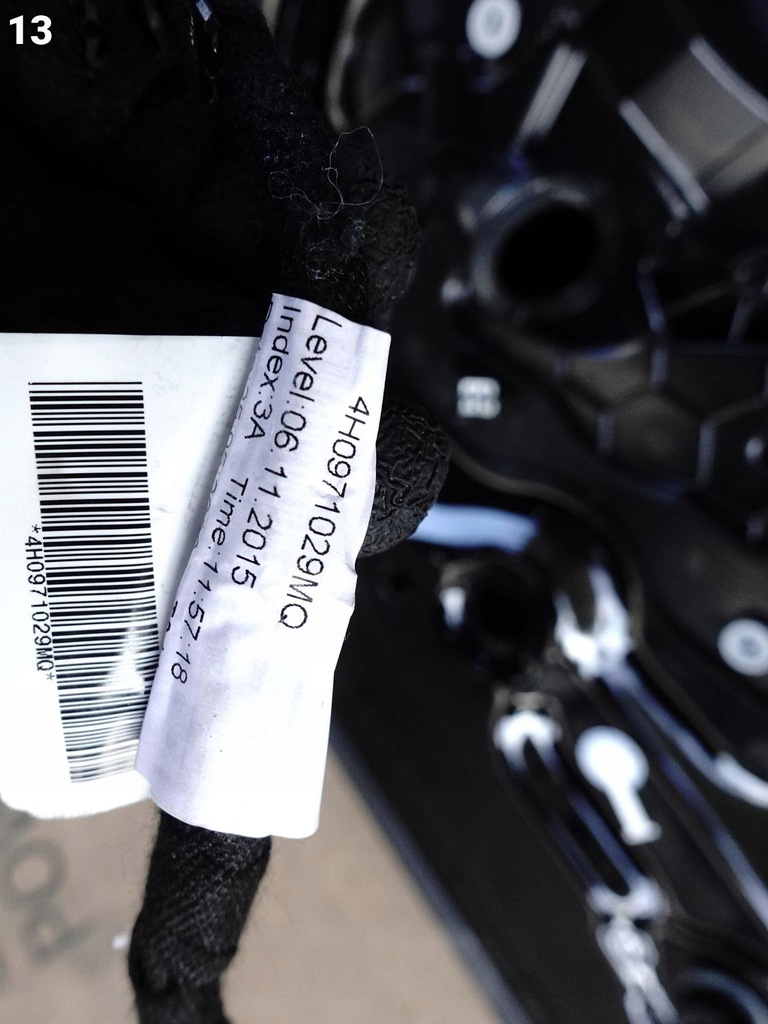 13
4H0971029MQ
Level:06.11.2015
Index:3A Time:11:57:18
*4H0971029MQ*